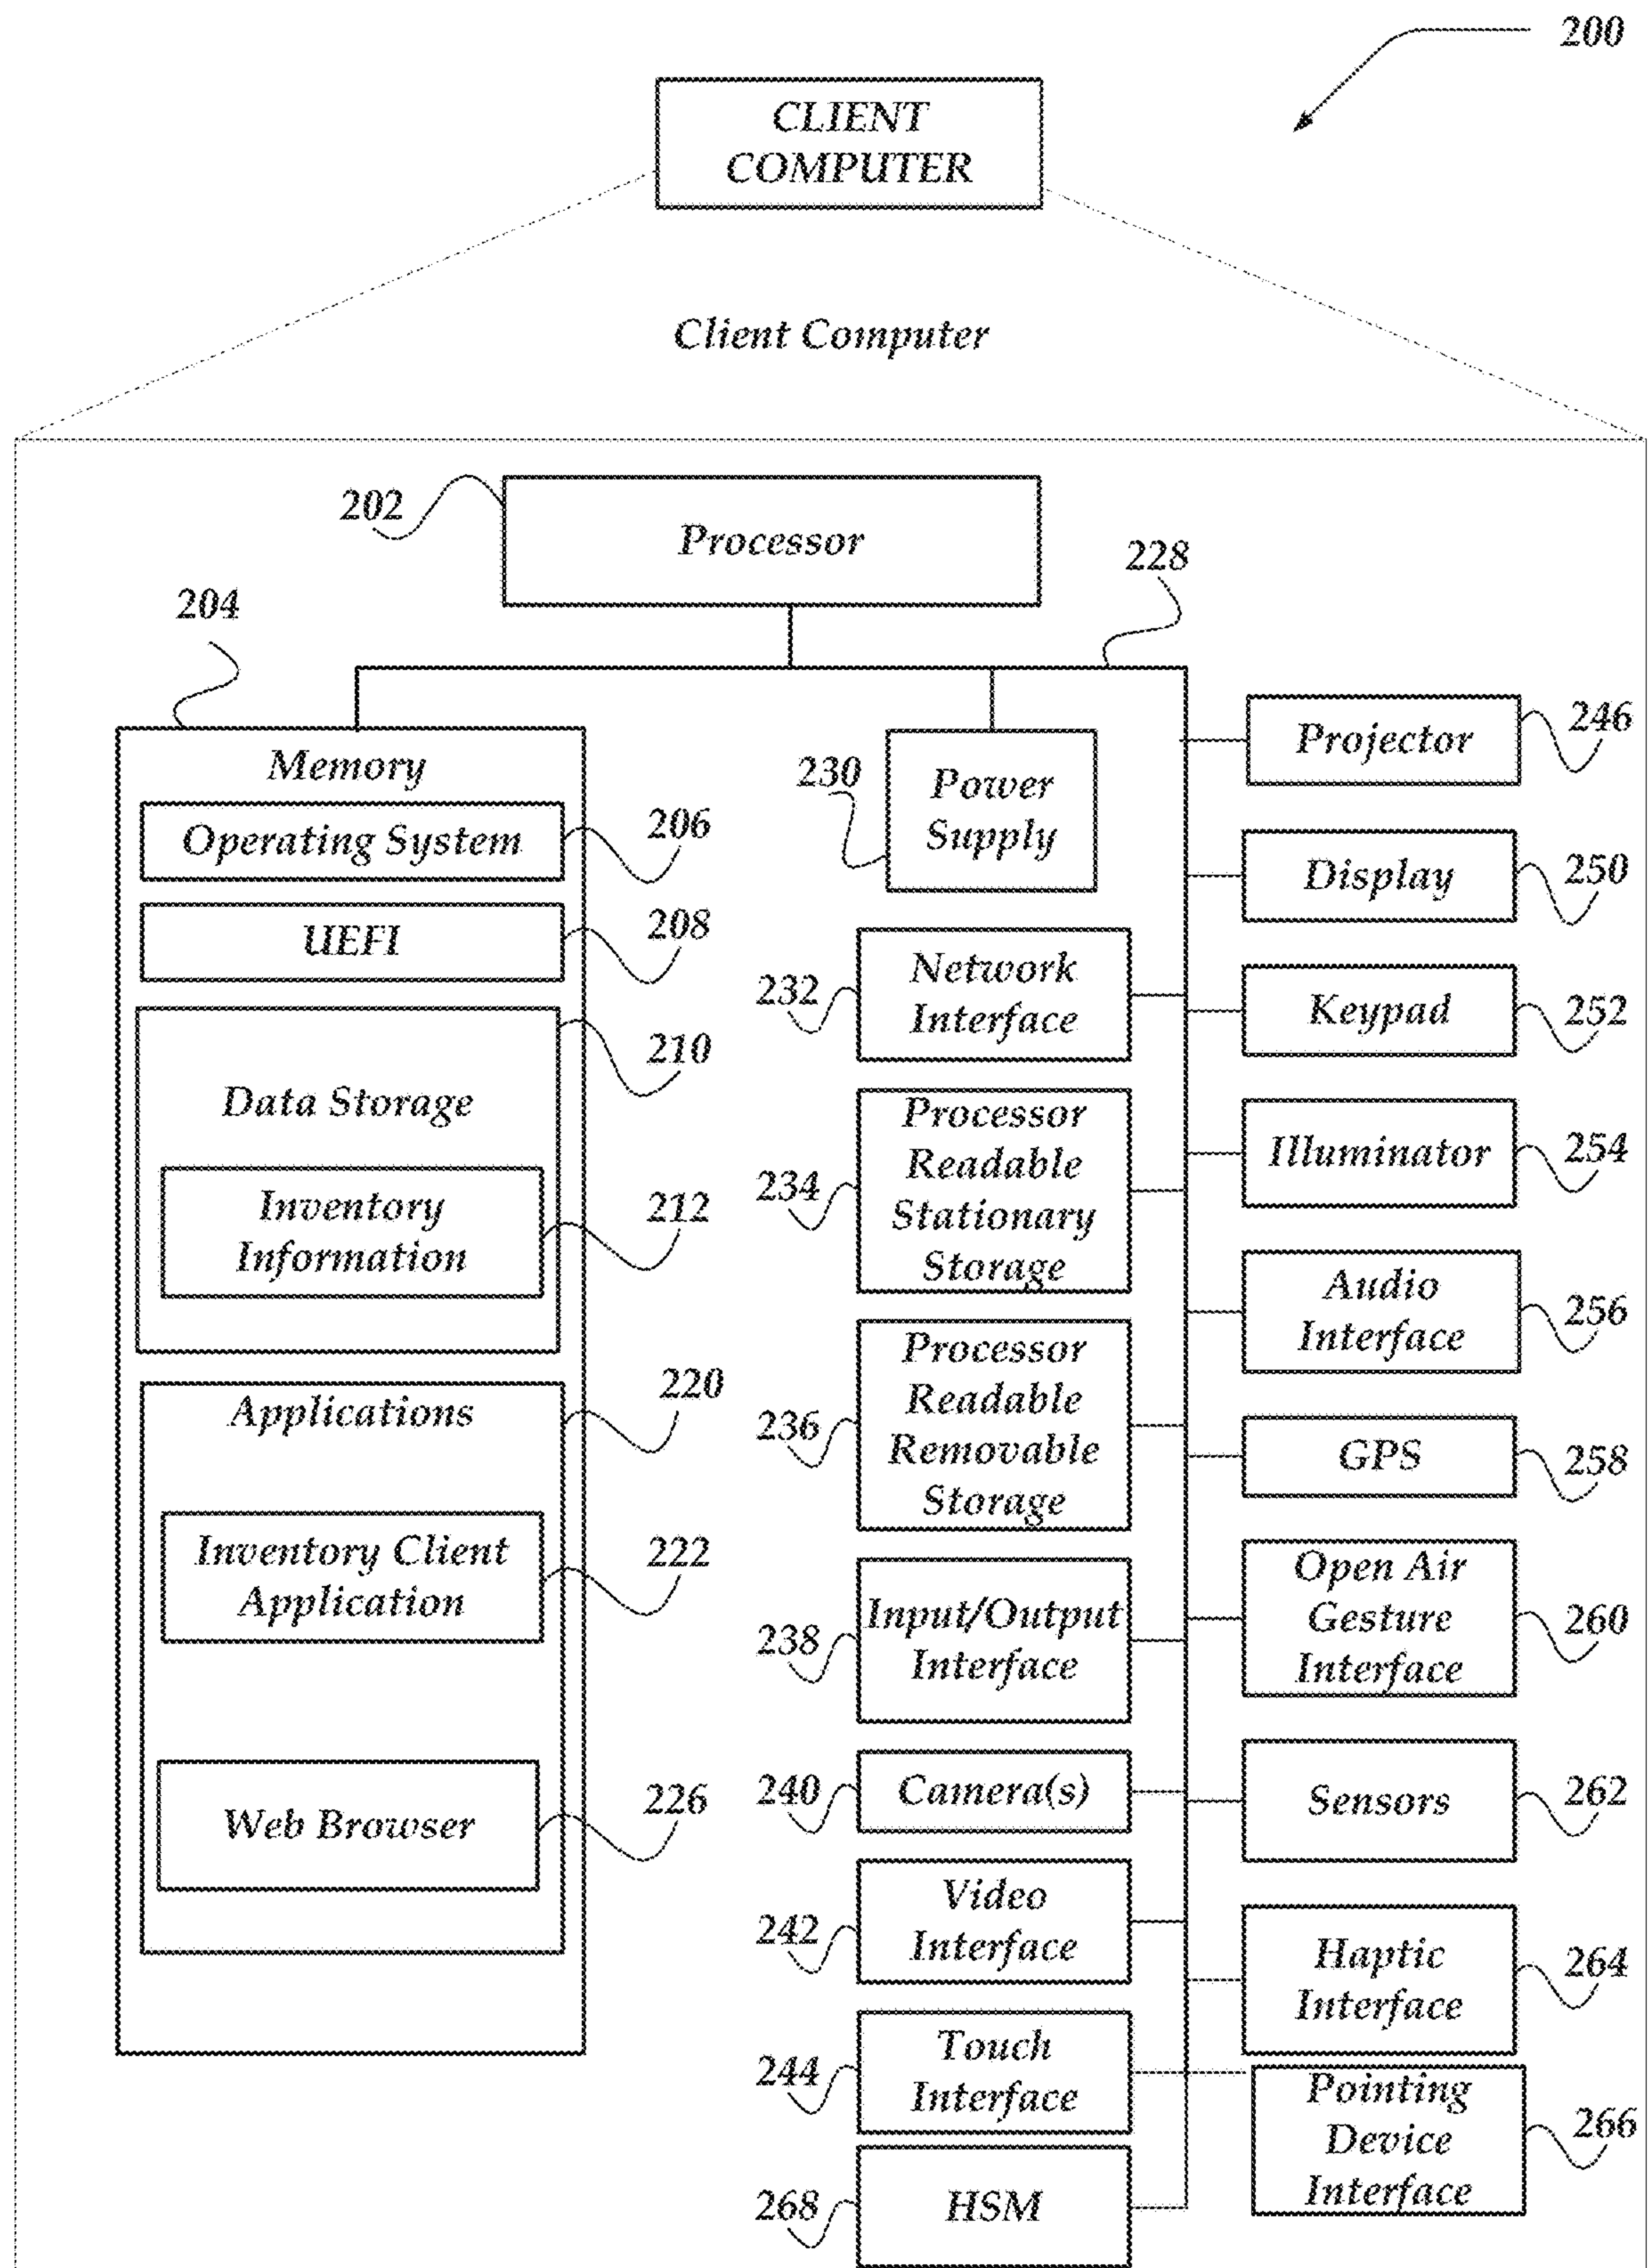 200
CLIENT
COMPUTER
Client Computer
202
Processor
228
204
Memory
Operating System
206
UEFI
208
Data Storage
210
Inventory
Information
212
Applications
220
Inventory Client
Application
222
Web Browser
226
230
Power
Supply
232
Network
Interface
234
Processor
Readable
Stationary
Storage
236
Processor
Readable
Removable
Storage
238
Input/Output
Interface
240
Camera(s)
242
Video
Interface
244
Touch
Interface
268
HSM
Projector
246
Display
250
Keypad
252
Illuminator
254
Audio
Interface
256
GPS
258
Open Air
Gesture
Interface
260
Sensors
262
Haptic
Interface
264
Pointing
Device
Interface
266